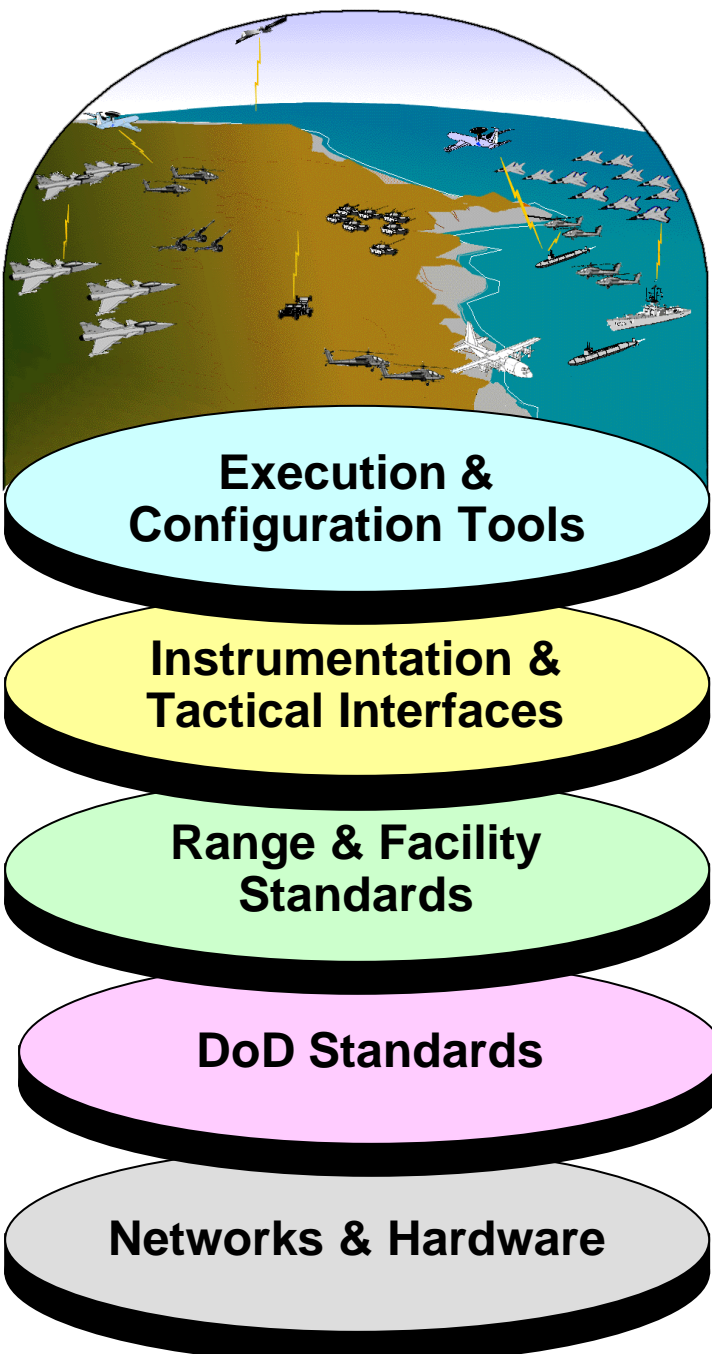 Execution &
Configuration Tools
Instrumentation &
Tactical Interfaces
Range & Facility
Standards
DoD Standards
Networks & Hardware